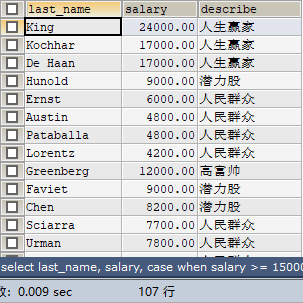 last_name salary describe
King 24000.00 人生赢家
Kochhar 17000.00 人生赢家
De Haan 17000.00 人生赢家
Hunold 9000.00 潜力股
Ernst 6000.00 人民群众
Austin 4800.00 人民群众
Pataballa 4800.00 人民群众
Lorentz 4200.00 人民群众
Greenberg 12000.00 高富帅
Faviet 9000.00 潜力股
Chen 8200.00 潜力股
Sciarra 7700.00 人民群众
Urman 7800.00 人民群众
select last_name, salary, case when salary >= 15000
: 0.009 sec 107 行